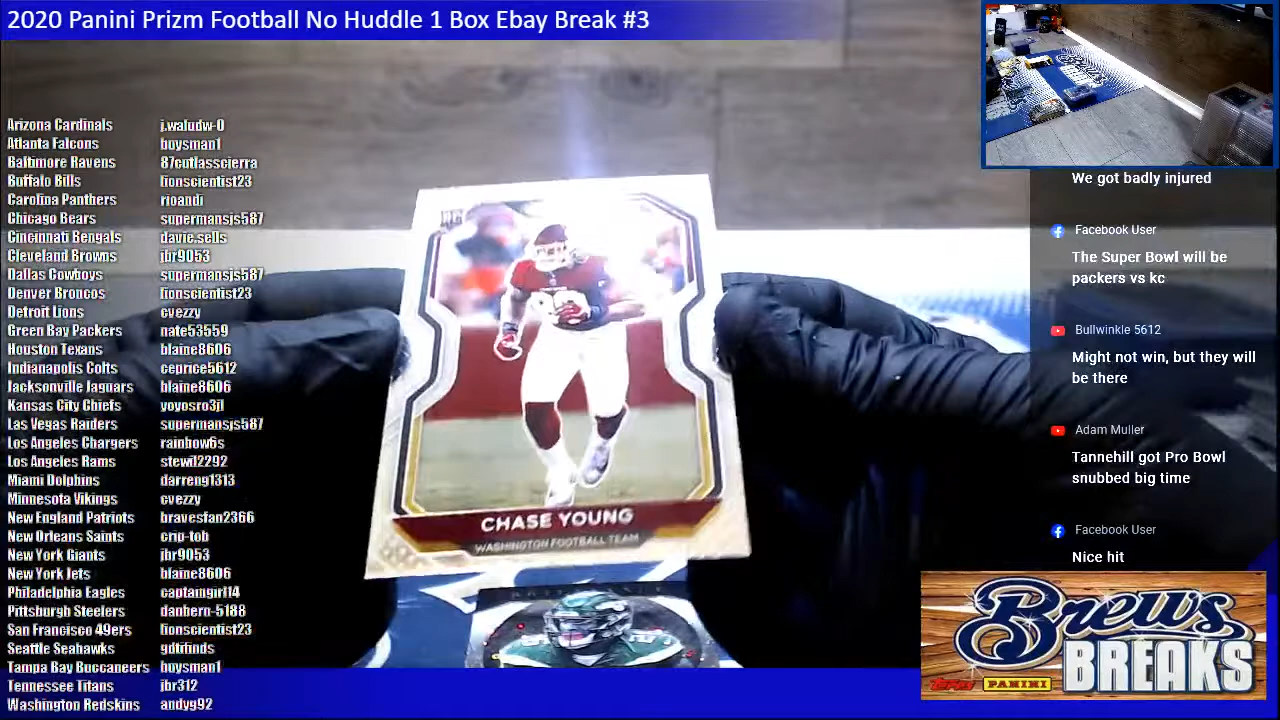 2020 Panini Prizm Football No Huddle 1 Box Ebay Break #3
Arizona Cardinals j.waludw-0
Atlanta Falcons boysman1
Baltimore Ravens 87cutlasscierra
Buffalo Bills lionscientist23
Carolina Panthers rioandi
Chicago Bears supermansjs587
Cincinnati Bengals davie.sells
Cleveland Browns jbr9053
Dallas Cowboys supermansjs587
Denver Broncos lionscientist23
Detroit Lions cvezzy
Green Bay Packers nate53559
Houston Texans blaine8606
Indianapolis Colts ceprice5612
Jacksonville Jaguars blaine8606
Kansas City Chiefs yoyosro3jl
Las Vegas Raiders supermansjs587
Los Angeles Chargers rainbow6s
Los Angeles Rams stewil2292
Miami Dolphins darreng1313
Minnesota Vikings cvezzy
New England Patriots bravesfan2366
New Orleans Saints crip-tob
New York Giants jbr9053
New York Jets blaine8606
Philadelphia Eagles captaingirl14
Pittsburgh Steelers danhern-5188
San Francisco 49ers lionscientist23
Seattle Seahawks gdtifinds
Tampa Bay Buccaneers boysman1
Tennessee Titans jbr312
Washington Redskins andyg92
RC
CHASE YOUNG
WASHINGTON FOOTBALL TEAM
We got badly injured
Facebook User
The Super Bowl will be
packers vs kc
Bullwinkle 5612
Might not win, but they will
be there
Adam Muller
Tannehill got Pro Bowl
snubbed big time
Facebook User
Nice hit
Brews
BREAKS
Topps PANINI